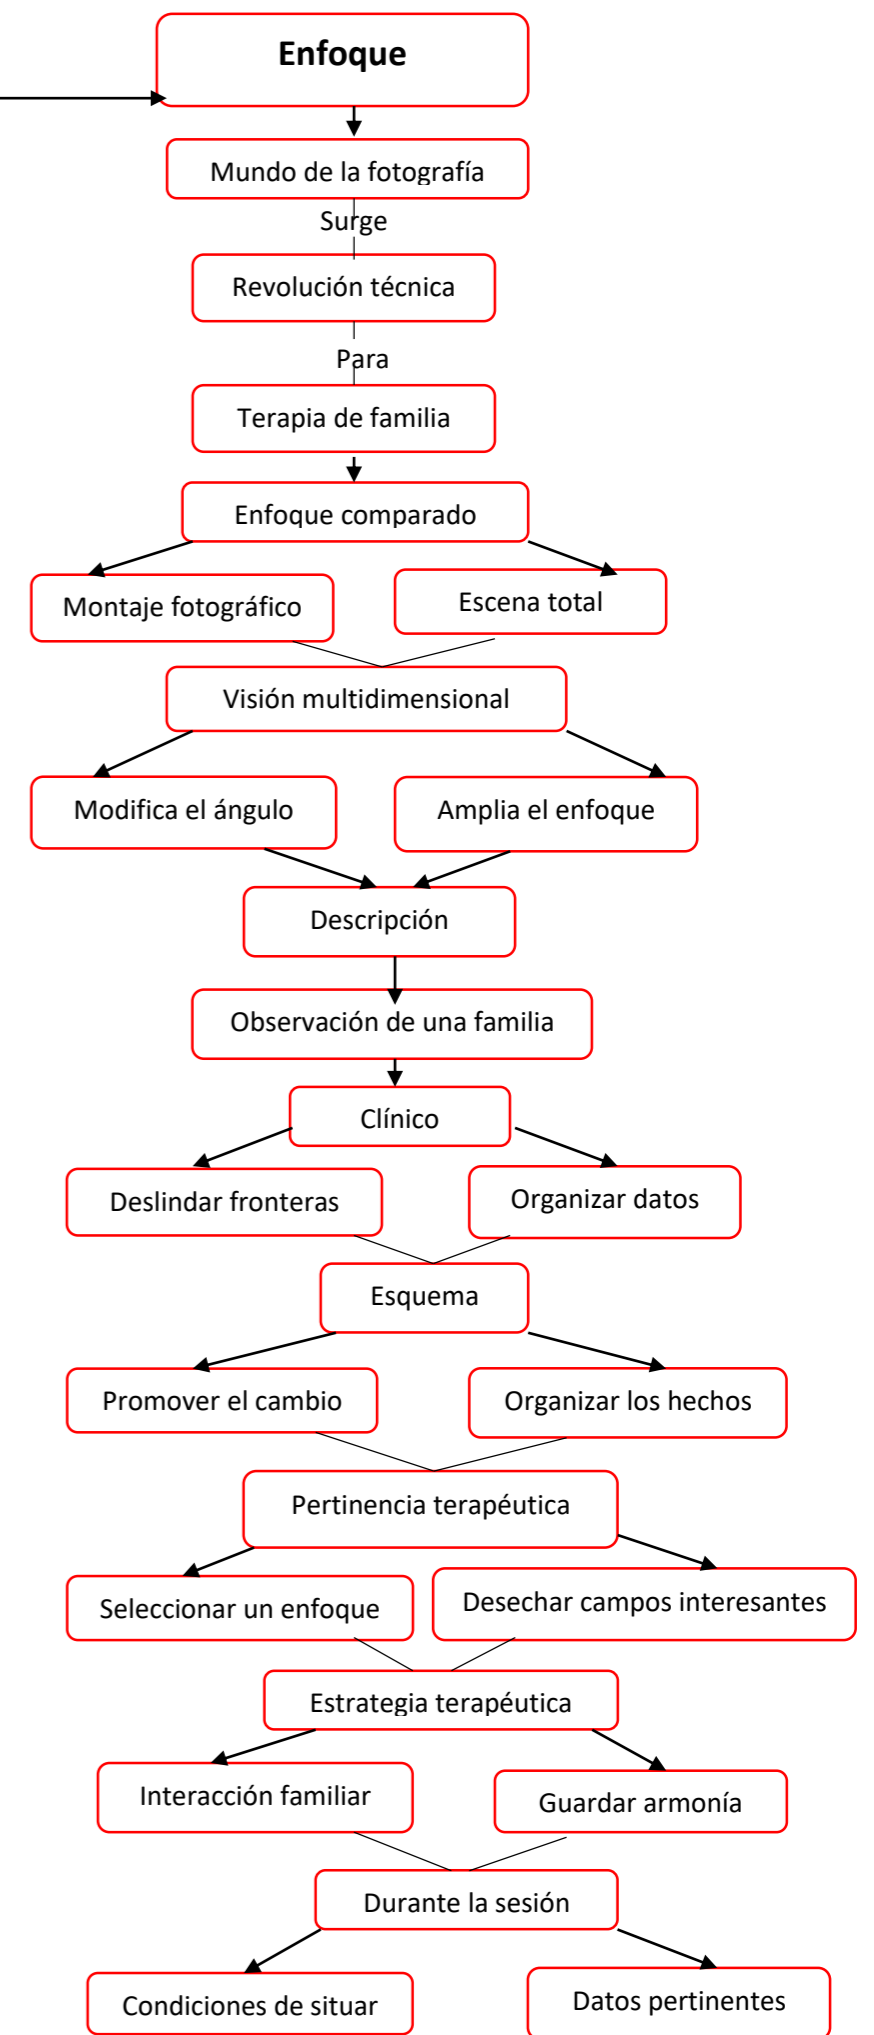 Enfoque
Mundo de la fotografía
Surge
Revolución técnica
Para
Terapia de familia
Enfoque comparado
Montaje fotográfico
Escena total
Visión multidimensional
Modifica el ángulo
Amplia el enfoque
Descripción
Observación de una familia
Clínico
Deslindar fronteras
Organizar datos
Esquema
Promover el cambio
Organizar los hechos
Pertinencia terapéutica
Seleccionar un enfoque
Desechar campos interesantes
Estrategia terapéutica
Interacción familiar
Guardar armonía
Durante la sesión
Condiciones de situar
Datos pertinentes